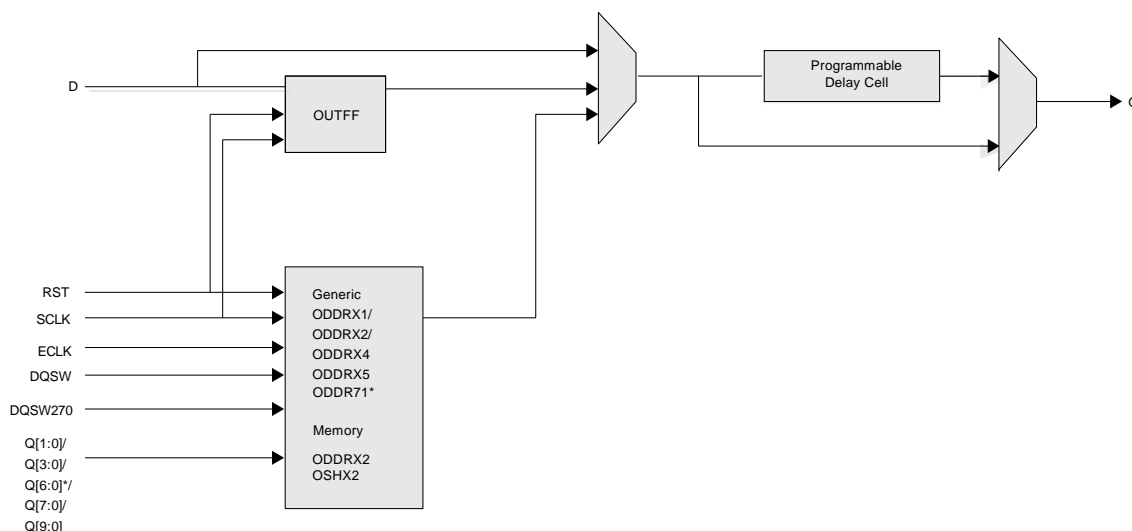 Programmable
Delay Cell
D
OUTFF
RST
SCLK
ECLK
DQSW
DQSW270
Q[1:0]/
Q[3:0]/
Q[6:0]*/
Q[7:0]/
Q[9:0]
Generic
ODDRX1/
ODDRX2/
ODDRX4
ODDRX5
ODDR71*
Memory
ODDRX2
OSHX2